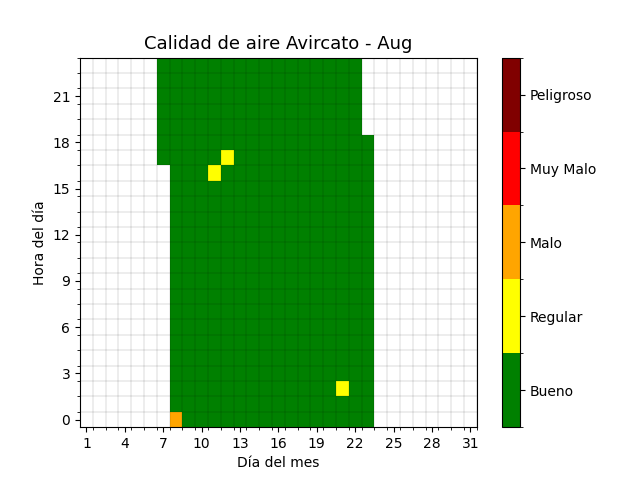 Calidad de aire Avircato - Aug
Hora del día
21
18
15
12
9
6
3
0
1 4 7 10 13 16 19 22 25 28 31
Día del mes
Peligroso
Muy Malo
Malo
Regular
Bueno